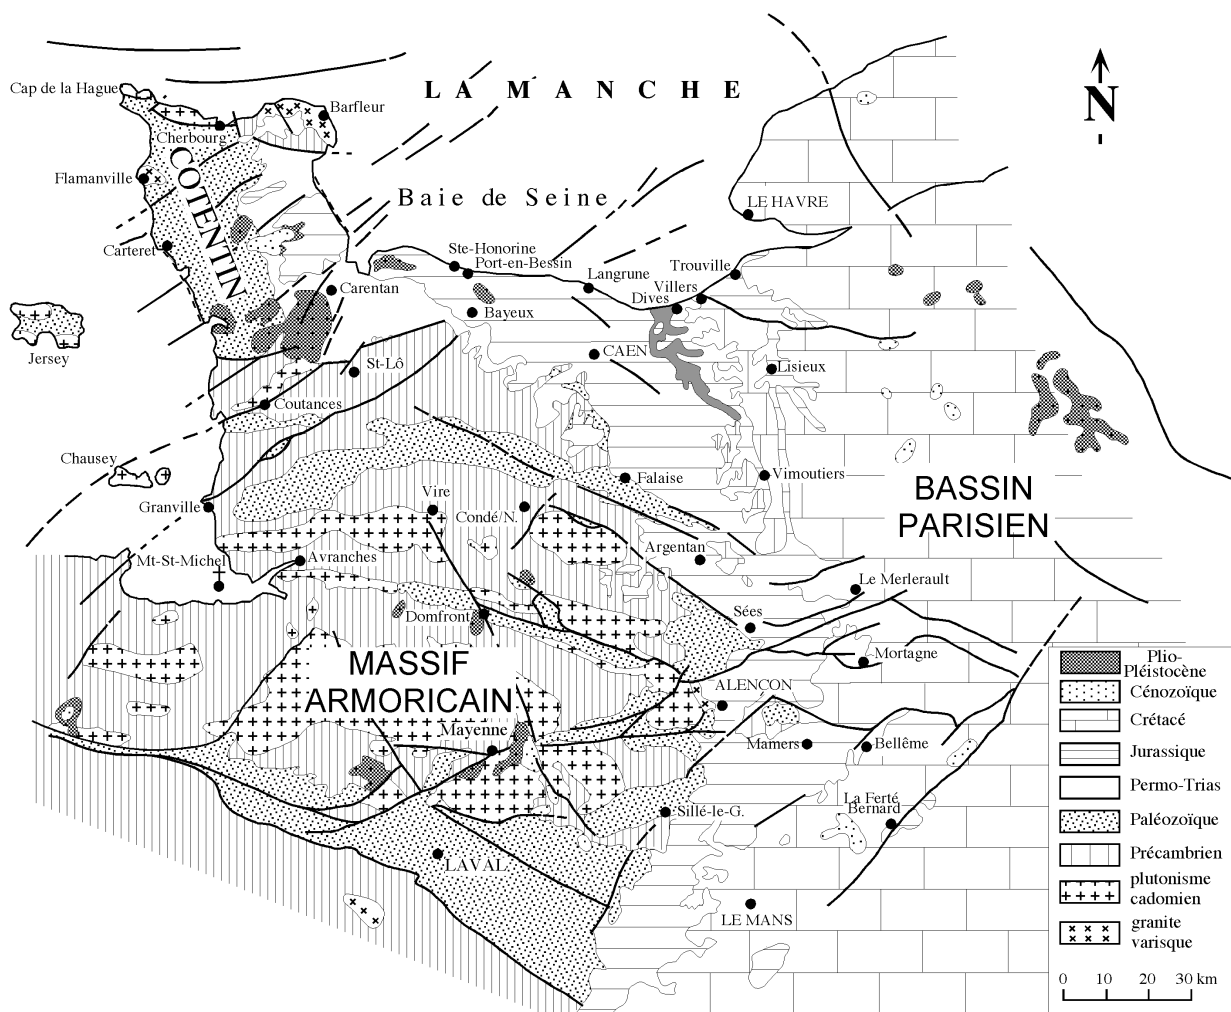 LA MANCHE
N
Cap de la Hague
Barfleur
Cherbourg
COTENTIN
Flamanville
Baie de Seine
LE HAVRE
Carteret
Ste-Honorine
Port-en-Bessin
Langrune
Trouville
Villers
Dives
Carentan
Bayeux
Jersey
CAEN
St-Lô
Lisieux
Coutances
Chausey
Falaise
Vimoutiers
BASSIN
PARISIEN
Granville
Vire
Condé/N.
Argentan
Mt-St-Michel
Avranches
Le Merlerault
Domfront
Sées
MASSIF
ARMORICAIN
Mortagne
ALENCON
Mayenne
Mamers
Bellême
La Ferté
Bernard
Sillé-le-G.
LAVAL
LE MANS
Plio-
Pléistocène
Cénozoïque
Crétacé
Jurassique
Permo-Trias
Paléozoïque
Précambrien
plutonisme
cadomien
granite
varisque
0 10 20 30 km